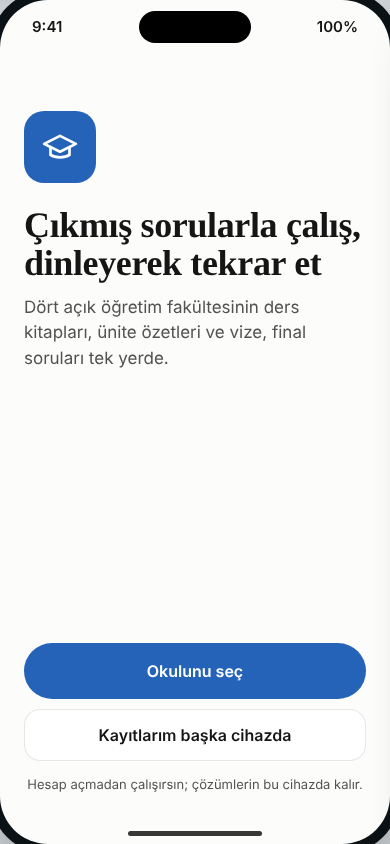 9:41
100%
Çıkmış sorularla çalış,
dinleyerek tekrar et
Dört açık öğretim fakültesinin ders
kitapları, ünite özetleri ve vize, final
soruları tek yerde.
Okulunu seç
Kayıtlarım başka cihazda
Hesap açmadan çalışırsın; çözümlerin bu cihazda kalır.